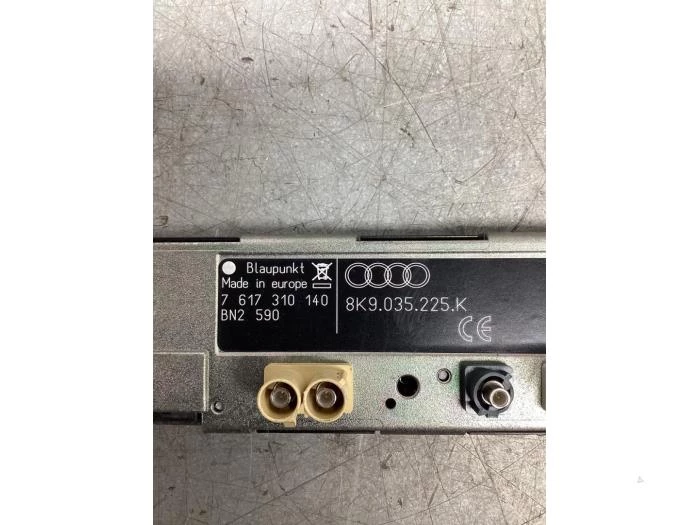 Blaupunkt
Made in europe
7 617 310 140
BN2 590
8K9.035.225.K
CE